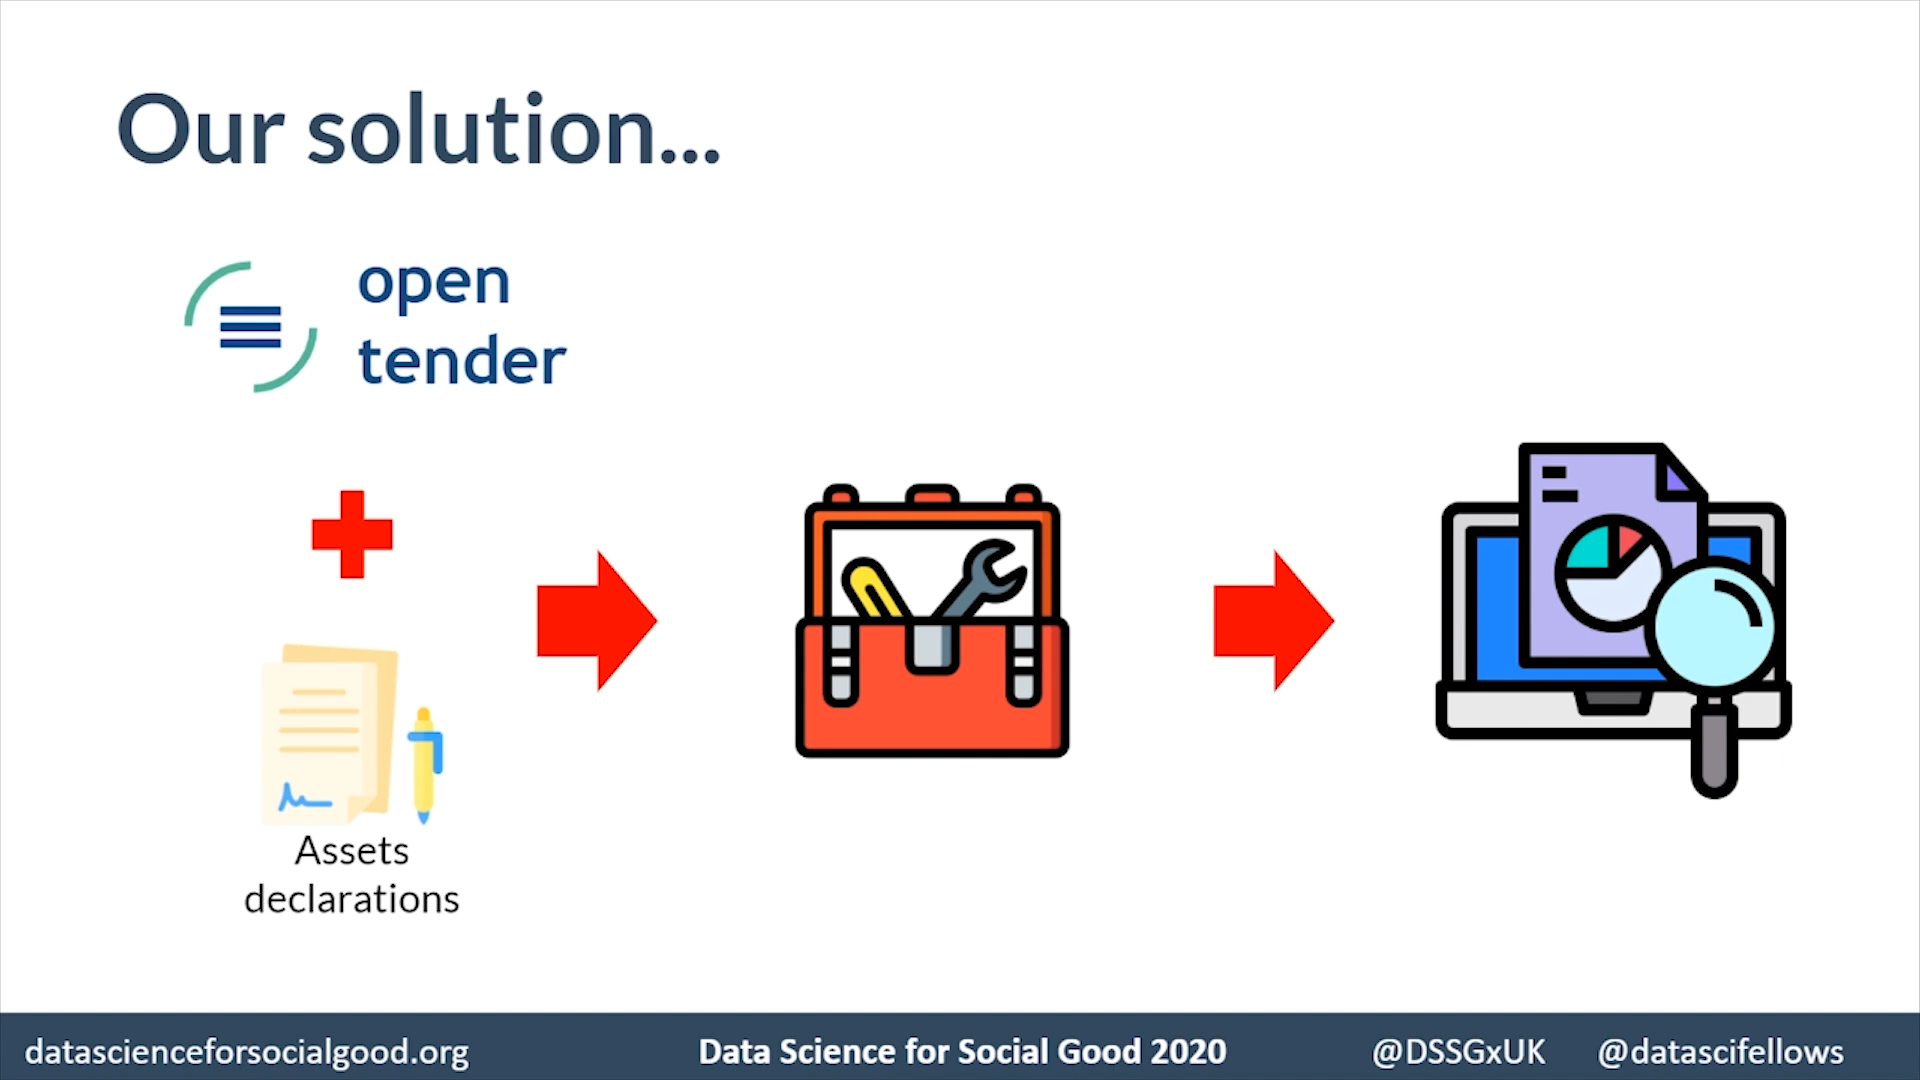 Our solution...
open
tender
Assets
declarations
datascienceforsocialgood.org
Data Science for Social Good 2020
@DSSGxUK
@datascifellows